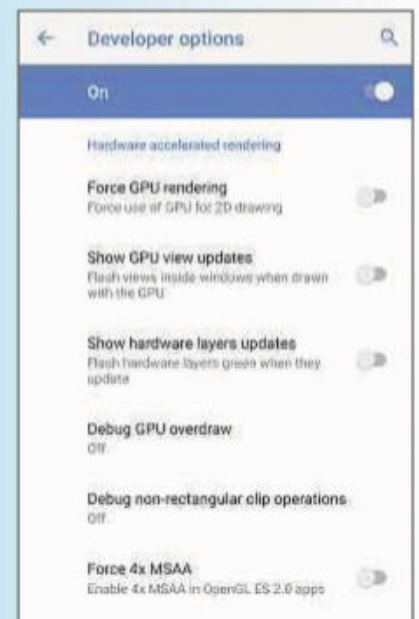 Developer options
On
Hardware accelerated rendering
Force GPU rendering
Force use of GPU for 2D drawing
Show GPU view updates
Flash views inside windows when drawn
with the GPU
Show hardware layers updates
Flash hardware layers green when they
update
Debug GPU overdraw
Off
Debug non-rectangular clip operations
Off
Force 4x MSAA
Enable 4x MSAA in OpenGL ES 2.0 apps